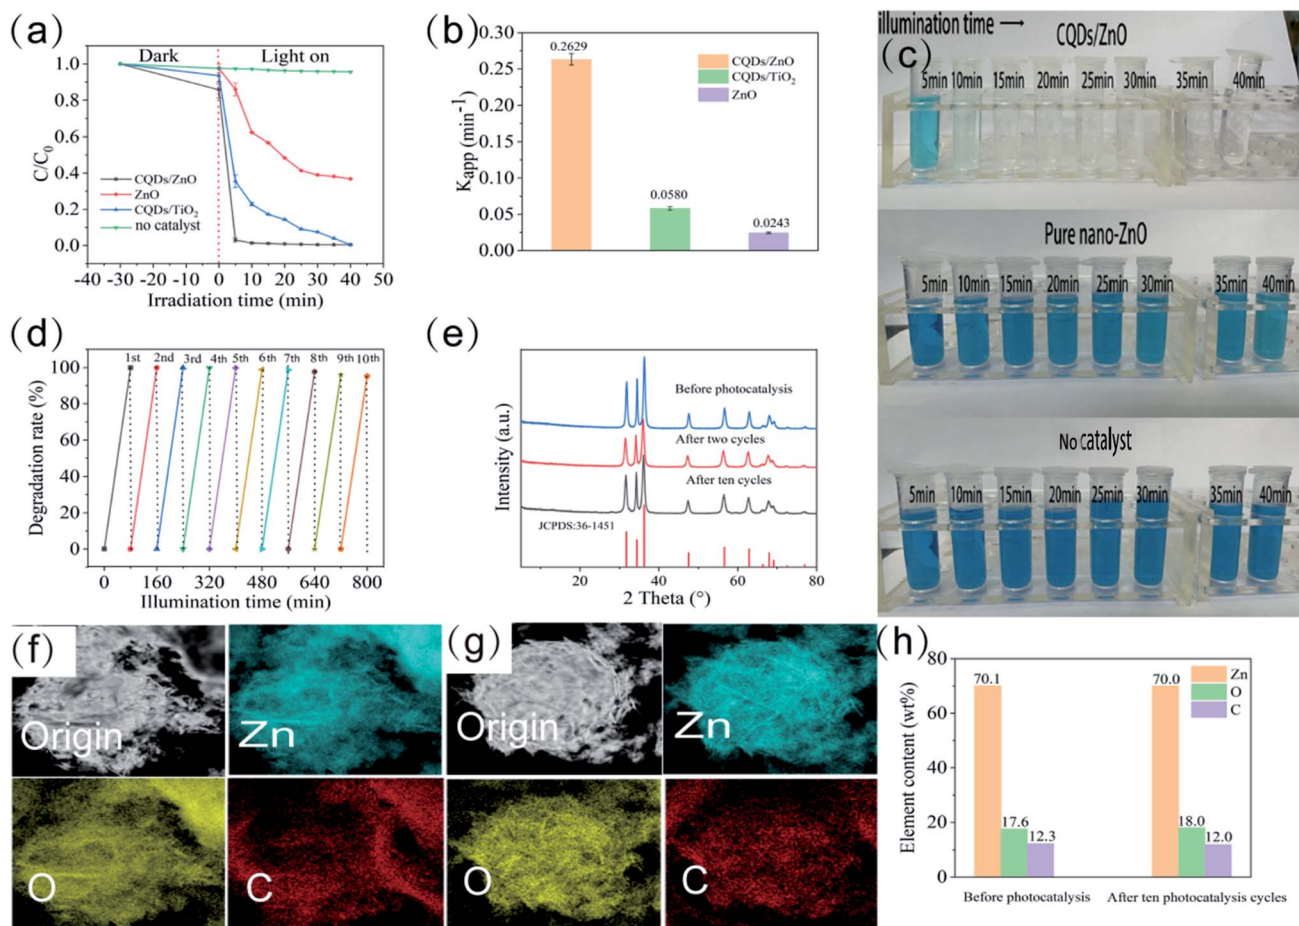 (a)
Dark
Light on
C/C0
1.0
0.8
0.6
0.4
0.2
0.0
CQDs/ZnO
ZnO
CQDs/TiO2
no catalyst
-40 -30 -20 -10 0 10 20 30 40 50
Irradiation time (min)
(b)
Kapp (min-1)
0.30
0.25
0.20
0.15
0.10
0.05
0.00
0.2629
0.0580
0.0243
CQDs/ZnO
CQDs/TiO2
ZnO
(c)
illumination time →
CQDs/ZnO
5min 10min 15min 20min 25min 30min 35min 40min
Pure nano-ZnO
5min 10min 15min 20min 25min 30min 35min 40min
No catalyst
5min 10min 15min 20min 25min 30min 35min 40min
(d)
Degradation rate (%)
1st 2nd 3rd 4th 5th 6th 7th 8th 9th 10th
100
80
60
40
20
0
0 160 320 480 640 800
Illumination time (min)
(e)
Intensity (a.u.)
Before photocatalysis
After two cycles
After ten cycles
JCPDS:36-1451
20 40 60 80
2 Theta (°)
(f)
Origin
Zn
O
C
(g)
Origin
Zn
O
C
(h)
Element content (wt%)
80
60
40
20
0
70.1
17.6
12.3
70.0
18.0
12.0
Zn
O
C
Before photocatalysis
After ten photocatalysis cycles